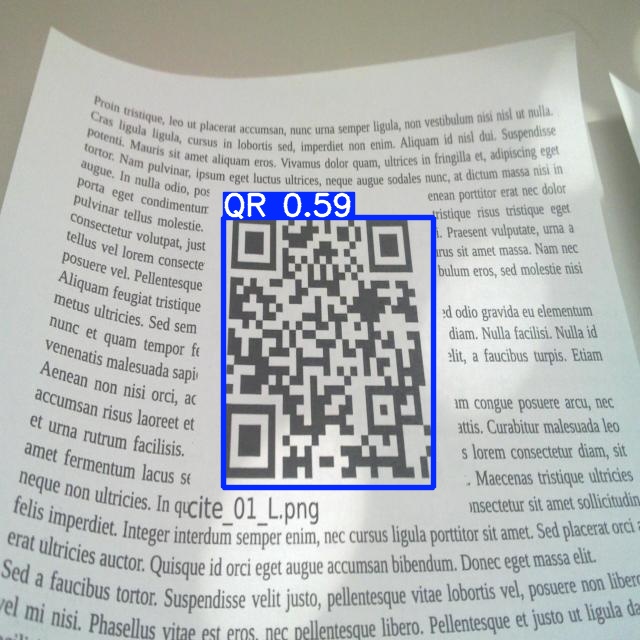 Proin tristique, leo ut placerat accumsan, nunc urna semper ligula, non vestibulum nisi nisl ut nulla.
Cras ligula ligula, cursus in lobortis sed, imperdiet non enim. Aliquam id nisl dui. Suspendisse
potenti. Mauris sit amet aliquam eros. Vivamus dolor quam, ultrices in fringilla et, adipiscing eget
tortor. Nam pulvinar, ipsum eget luctus ultrices, neque augue sodales nunc, at dictum massa nisi in
augue. In nulla odio, pos enean porttitor erat nec dolor
porta eget condimentum tristique risus tristique eget
pulvinar tellus molestie. i. Praesent vulputate, urna a
consectetur volutpat, just urus sit amet massa. Nam nec
tellus vel lorem consecte bulum eros, sed molestie nisi
posuere vel. Pellentesque
Aliquam feugiat tristique ed odio gravida eu elementum
metus ultricies. Sed sem diam. Nulla facilisi. Nulla id
nunc et quam tempor fe elit, a faucibus turpis. Etiam
venenatis malesuada sapi
Aenean non nisi orci, ac um congue posuere arcu, nec
accumsan risus laoreet et attis. Curabitur malesuada leo
et urna rutrum facilisis. s lorem consectetur diam, sit
amet fermentum lacus se . Maecenas tristique ultricies
neque non ultricies. In qu onsectetur sit amet sollicitudin
QR 0.59
cite_01_L.png
felis imperdiet. Integer interdum semper enim, nec cursus ligula porttitor sit amet. Sed placerat orci a
erat ultricies auctor. Quisque id orci eget augue accumsan bibendum. Donec eget massa elit.
Sed a faucibus tortor. Suspendisse velit justo, pellentesque vitae lobortis vel, posuere non libero
vel mi nisi. Phasellus vitae est eros, nec pellentesque libero. Pellentesque et justo ut ligula da